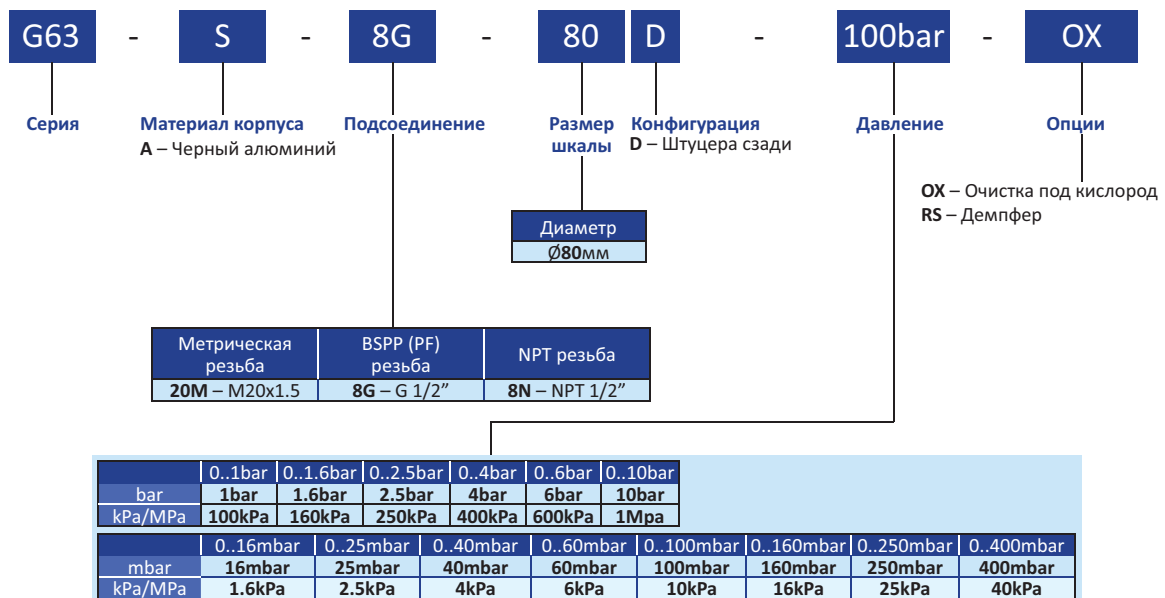 G63 - S - 8G - 80 D - 100bar - OX
Серия
Материал корпуса
A – Черный алюминий
Подсоединение
Размер
шкалы
Конфигурация
D – Штуцера сзади
Давление
Опции
OX – Очистка под кислород
RS – Демпфер
Диаметр
Ø80мм
Метрическая резьба BSPP (PF) резьба NPT резьба
20M – M20x1.5 8G – G 1/2” 8N – NPT 1/2”
0..1bar 0..1.6bar 0..2.5bar 0..4bar 0..6bar 0..10bar
bar 1bar 1.6bar 2.5bar 4bar 6bar 10bar
kPa/MPa 100kPa 160kPa 250kPa 400kPa 600kPa 1Mpa
0..16mbar 0..25mbar 0..40mbar 0..60mbar 0..100mbar 0..160mbar 0..250mbar 0..400mbar
mbar 16mbar 25mbar 40mbar 60mbar 100mbar 160mbar 250mbar 400mbar
kPa/MPa 1.6kPa 2.5kPa 4kPa 6kPa 10kPa 16kPa 25kPa 40kPa